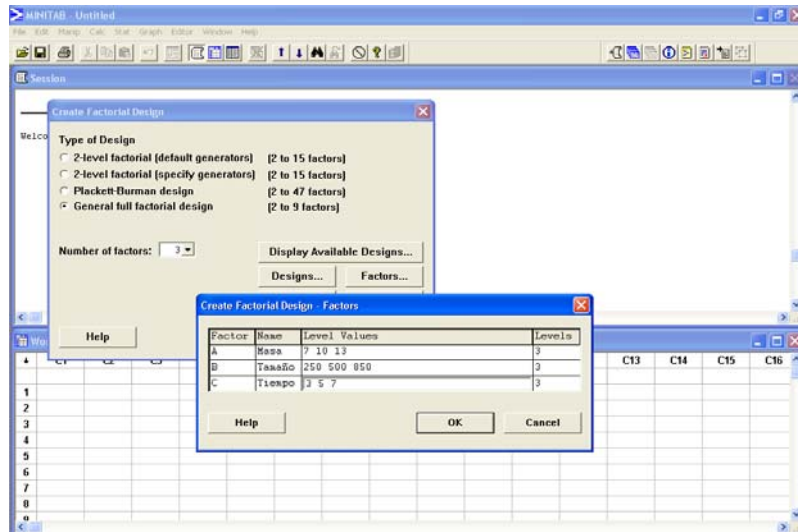 MINITAB - Untitled
File Edit Manip Calc Stat Graph Editor Window Help
Session
Create Factorial Design
Welco
Type of Design
2-level factorial (default generators) (2 to 15 factors)
2-level factorial (specify generators) (2 to 15 factors)
Plackett-Burman design (2 to 47 factors)
General full factorial design (2 to 9 factors)
Number of factors: 3
Display Available Designs...
Designs... Factors...
Help
Create Factorial Design - Factors
Factor Name Level Values Levels
A Masa 7 10 13 3
B Tamaño 250 500 850 3
C Tiempo 3 5 7 3
Help OK Cancel
Wo
C1 C2 C3 C13 C14 C15 C16
1
2
3
4
5
6
7
8
9